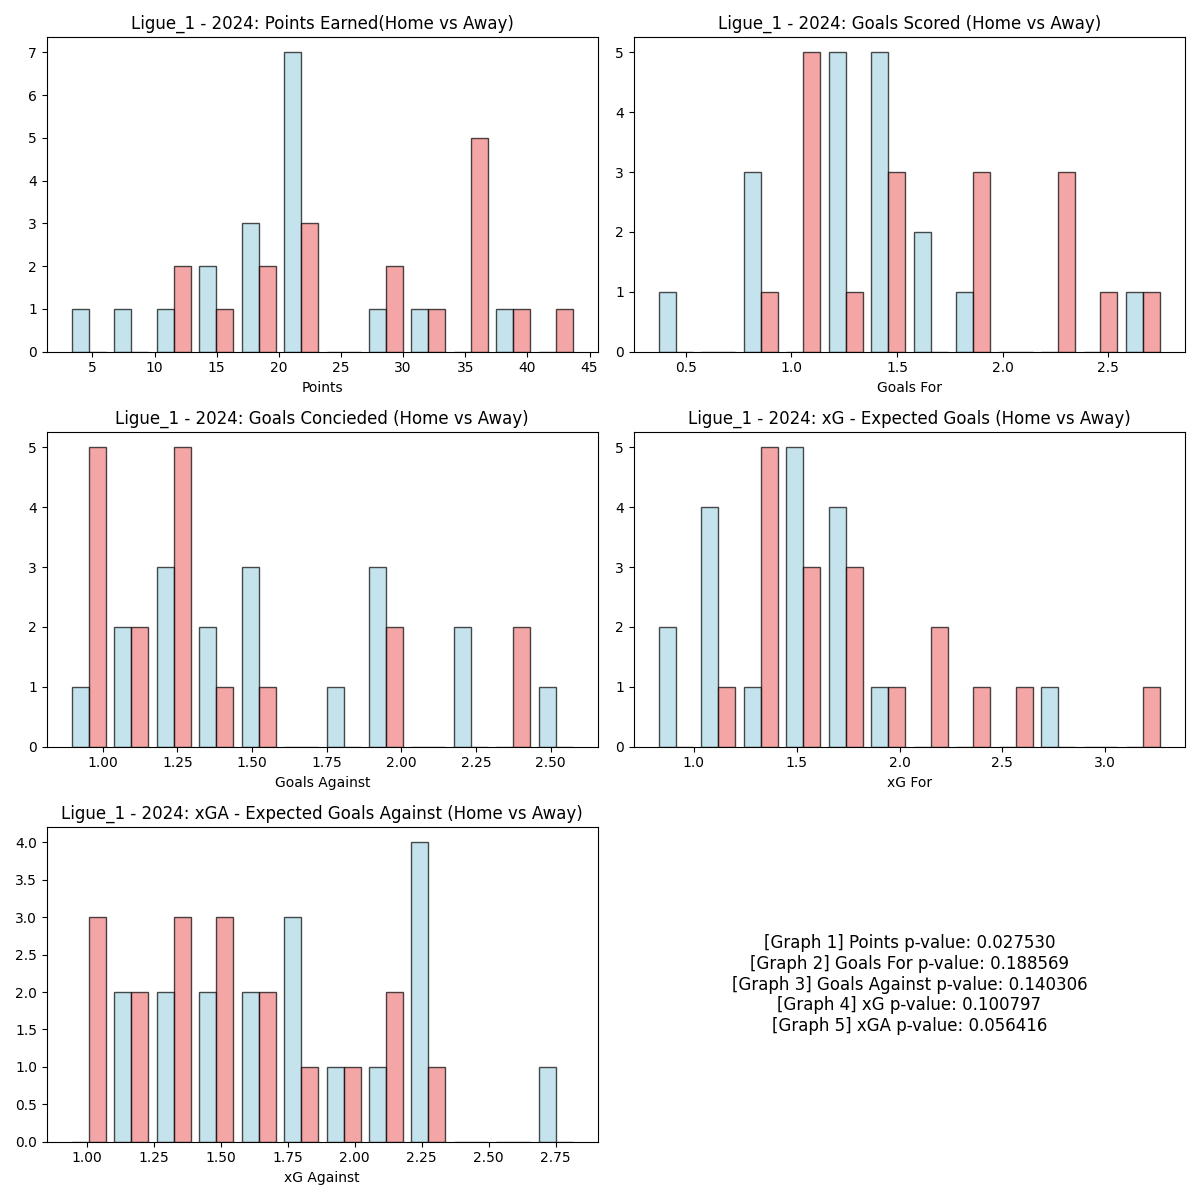 Ligue_1 - 2024: Points Earned(Home vs Away)
7
6
5
4
3
2
1
0
5 10 15 20 25 30 35 40 45
Points
Ligue_1 - 2024: Goals Scored (Home vs Away)
5
4
3
2
1
0
0.5 1.0 1.5 2.0 2.5
Goals For
Ligue_1 - 2024: Goals Concieded (Home vs Away)
5
4
3
2
1
0
1.00 1.25 1.50 1.75 2.00 2.25 2.50
Goals Against
Ligue_1 - 2024: xG - Expected Goals (Home vs Away)
5
4
3
2
1
0
1.0 1.5 2.0 2.5 3.0
xG For
Ligue_1 - 2024: xGA - Expected Goals Against (Home vs Away)
4.0
3.5
3.0
2.5
2.0
1.5
1.0
0.5
0.0
1.00 1.25 1.50 1.75 2.00 2.25 2.50 2.75
xG Against
[Graph 1] Points p-value: 0.027530
[Graph 2] Goals For p-value: 0.188569
[Graph 3] Goals Against p-value: 0.140306
[Graph 4] xG p-value: 0.100797
[Graph 5] xGA p-value: 0.056416